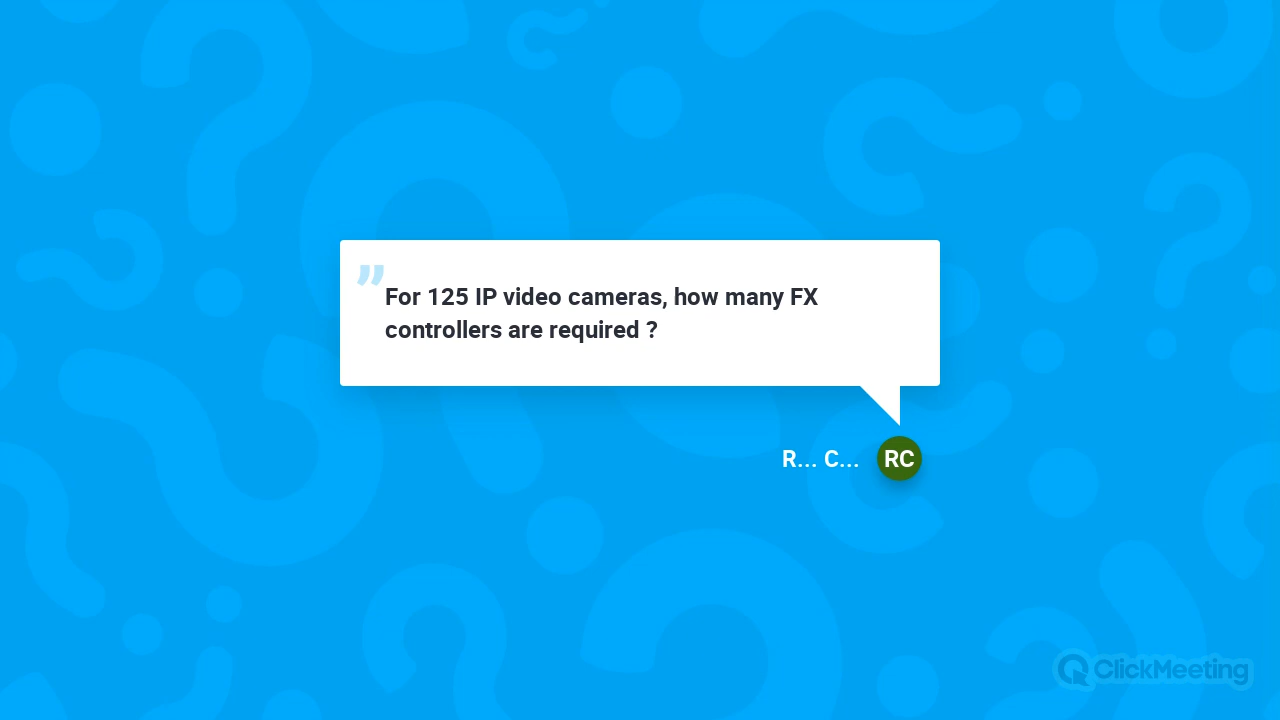 For 125 IP video cameras, how many FX
controllers are required ?
R... C... RC
ClickMeeting